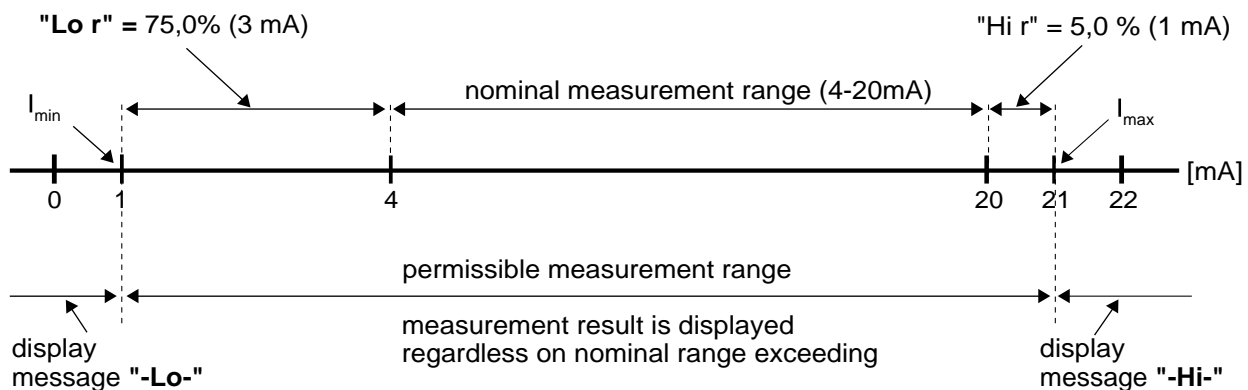 "Lo r" = 75,0% (3 mA)
"Hi r" = 5,0 % (1 mA)
nominal measurement range (4-20mA)
Imin
Imax
[mA]
0 1 4 20 21 22
permissible measurement range
measurement result is displayed
regardless on nominal range exceeding
display
message "-Lo-"
display
message "-Hi-"